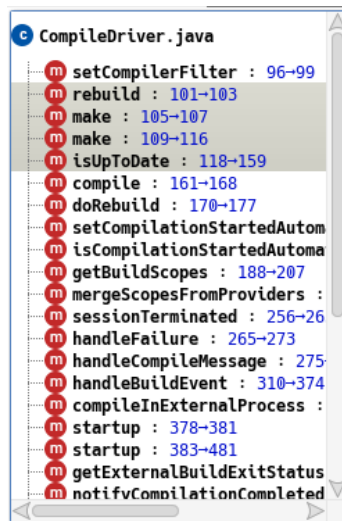 c CompileDriver.java
m setCompilerFilter : 96→99
m rebuild : 101→103
m make : 105→107
m make : 109→116
m isUpToDate : 118→159
m compile : 161→168
m doRebuild : 170→177
m setCompilationStartedAutom
m isCompilationStartedAutoma
m getBuildScopes : 188→207
m mergeScopesFromProviders :
m sessionTerminated : 256→26
m handleFailure : 265→273
m handleCompileMessage : 275→
m handleBuildEvent : 310→374
m compileInExternalProcess :
m startup : 378→381
m startup : 383→481
m getExternalBuildExitStatus
m notifyCompilationCompleted